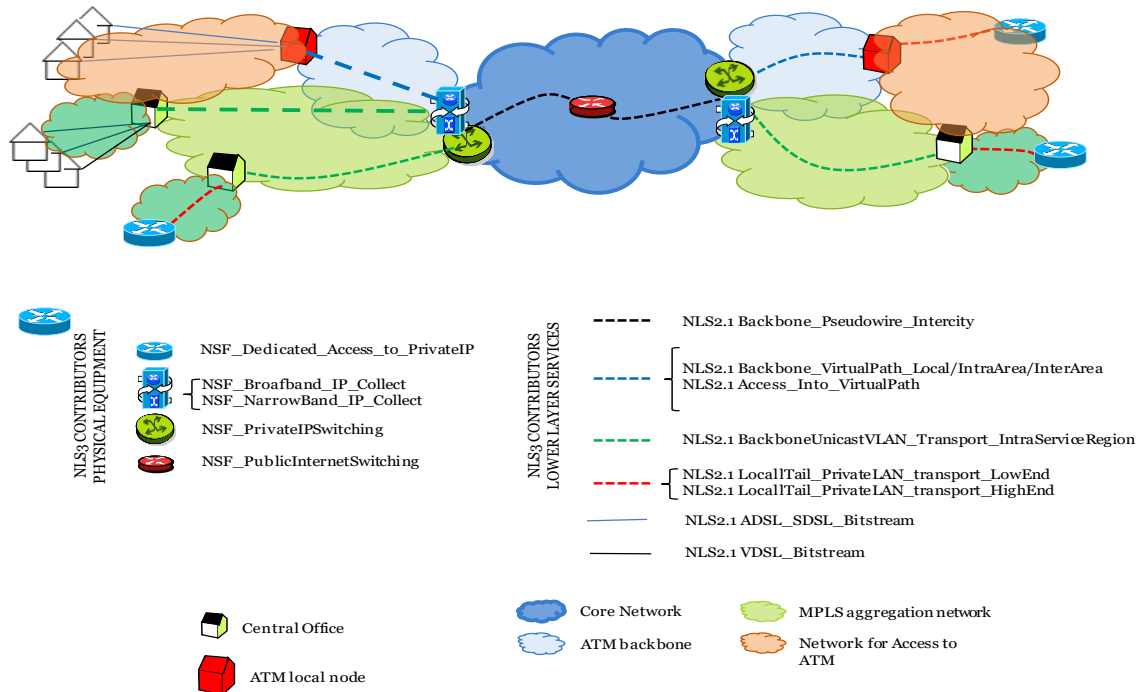 NLS3 CONTRIBUTORS
PHYSICAL EQUIPMENT
NSF_Dedicated_Access_to_PrivateIP
NSF_Broafband_IP_Collect
NSF_NarrowBand_IP_Collect
NSF_PrivateIPSwitching
NSF_PublicInternetSwitching
NLS3 CONTRIBUTORS
LOWER LAYER SERVICES
NLS2.1 Backbone_Pseudowire_Intercity
NLS2.1 Backbone_VirtualPath_Local/IntraArea/InterArea
NLS2.1 Access_Into_VirtualPath
NLS2.1 BackboneUnicastVLAN_Transport_IntraServiceRegion
NLS2.1 LocallTail_PrivateLAN_transport_LowEnd
NLS2.1 LocallTail_PrivateLAN_transport_HighEnd
NLS2.1 ADSL_SDSL_Bitstream
NLS2.1 VDSL_Bitstream
Central Office
ATM local node
Core Network
ATM backbone
MPLS aggregation network
Network for Access to
ATM